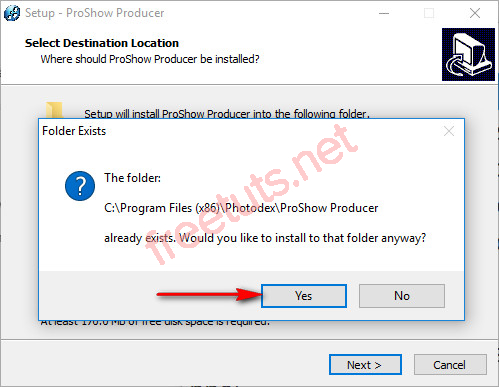 Setup - ProShow Producer
Select Destination Location
Where should ProShow Producer be installed?
Setup will install ProShow Producer into the following folder.
Folder Exists
The folder:
C:\Program Files (x86)\Photodex\ProShow Producer
already exists. Would you like to install to that folder anyway?
freetuts.net
Yes
No
At least 170.0 Mb of free disk space is required.
Next >
Cancel